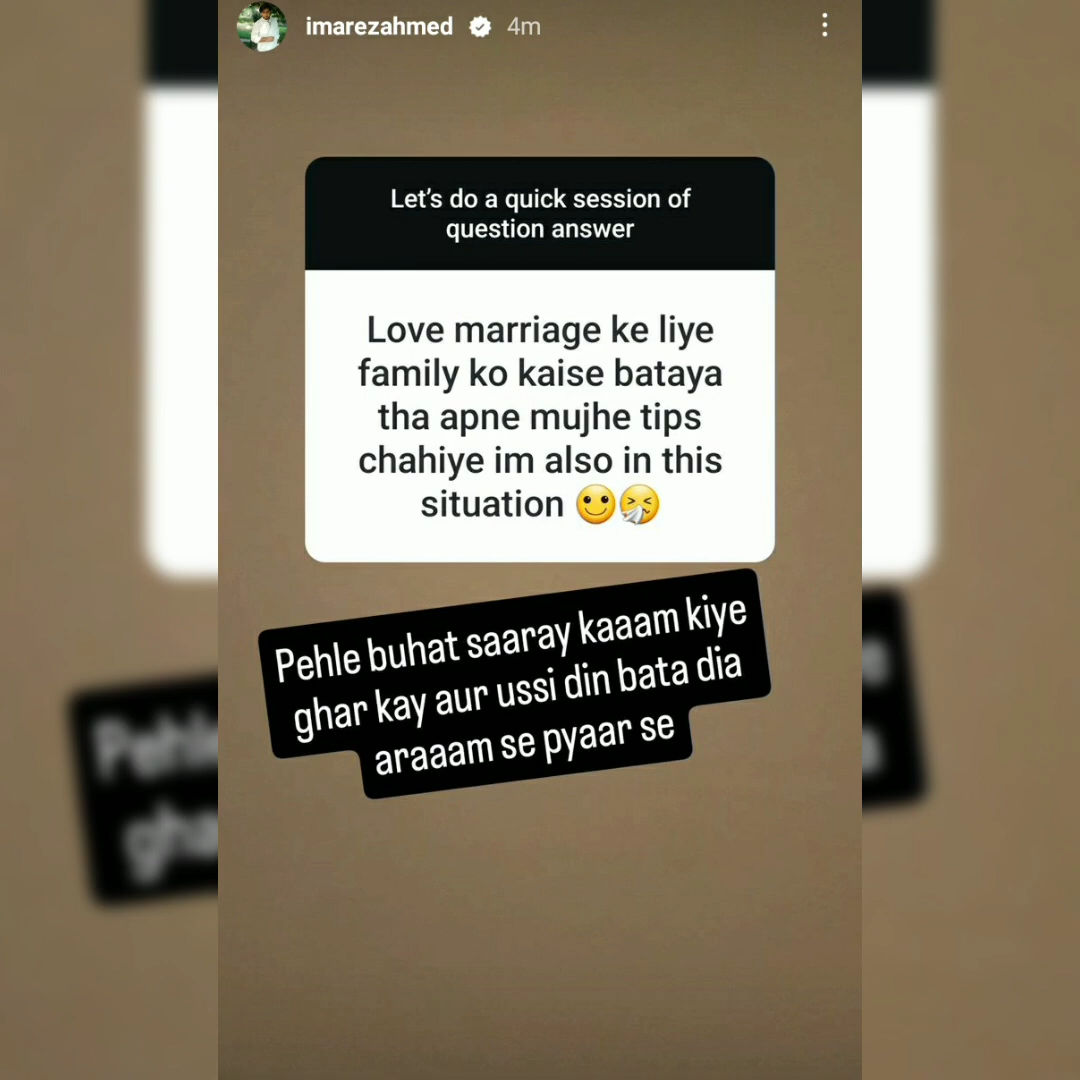 imarezahmed 4m
Let's do a quick session of
question answer
Love marriage ke liye
family ko kaise bataya
tha apne mujhe tips
chahiye im also in this
situation 🙂🤧
Pehle buhat saaray kaaam kiye
ghar kay aur ussi din bata dia
araaam se pyaar se